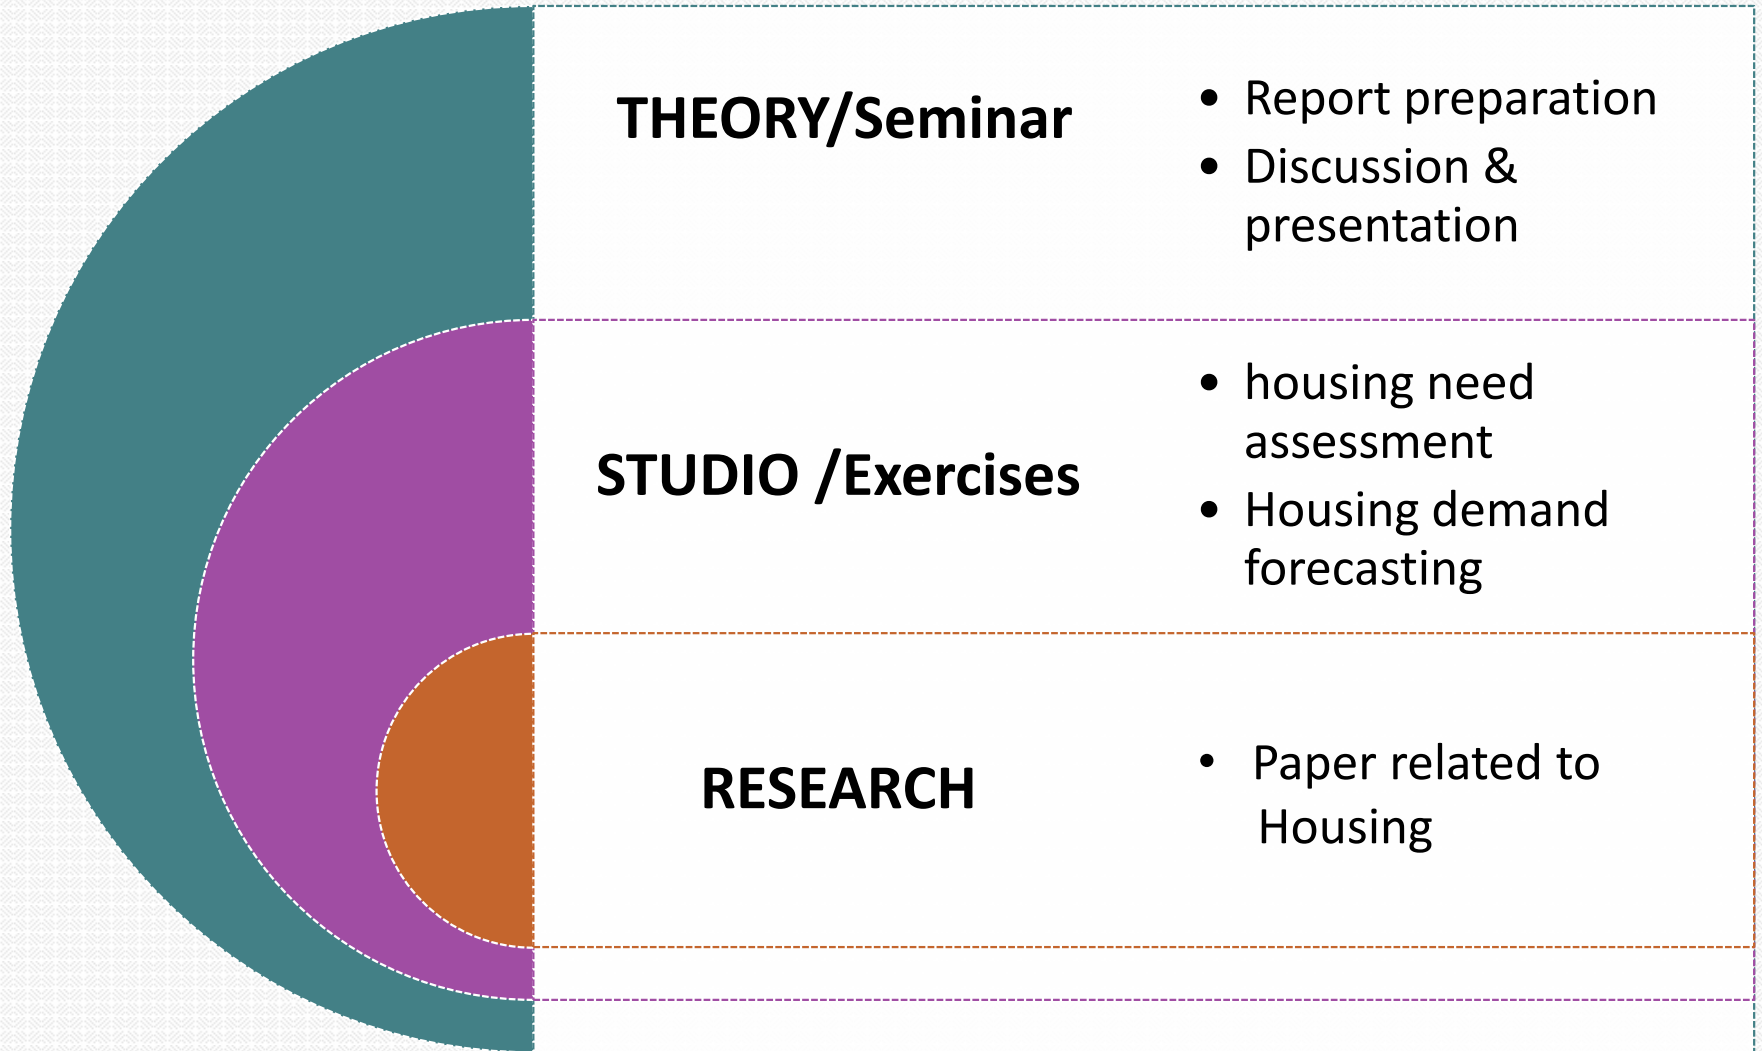 THEORY/Seminar
• Report preparation
• Discussion &
presentation
STUDIO /Exercises
• housing need
assessment
• Housing demand
forecasting
RESEARCH
• Paper related to
Housing